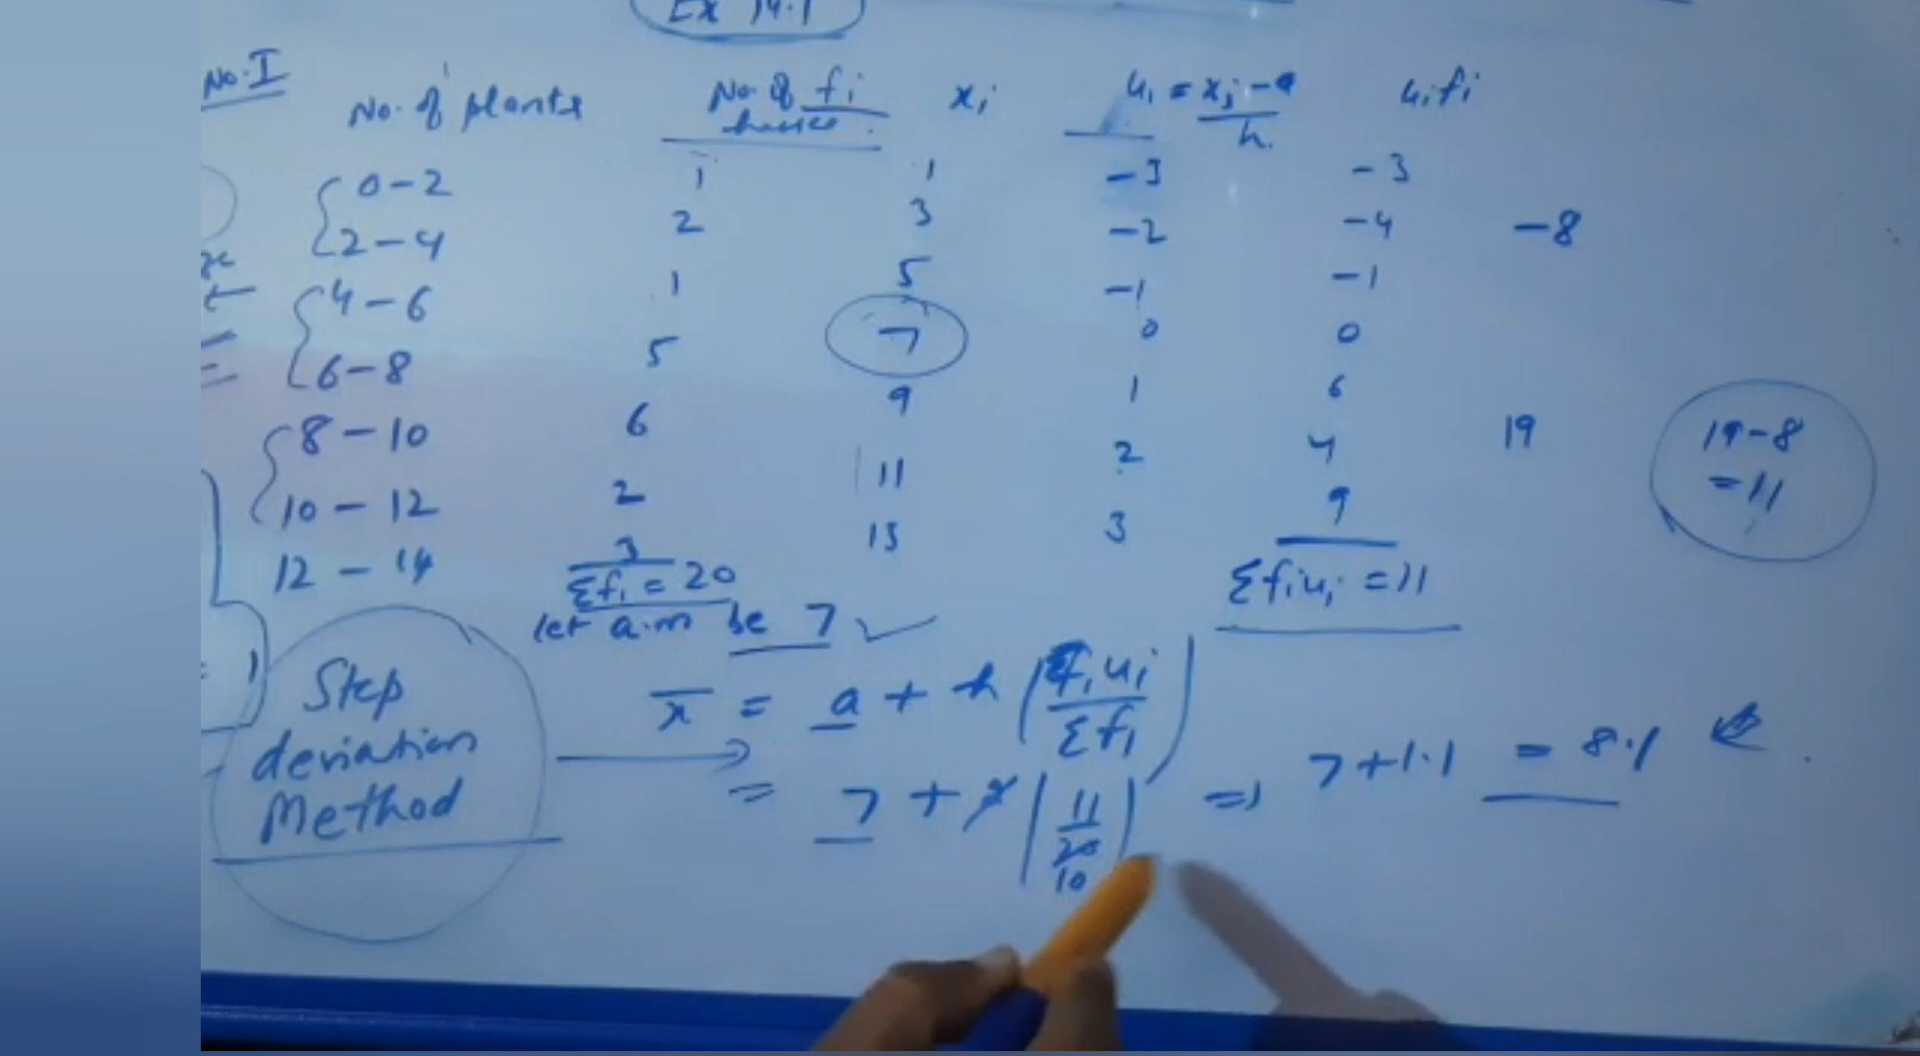 Ex 14.1
No. I
No. of plants No. of fi xi ui = xi - a / h uifi
0-2 1 1 -3 -3
2-4 2 3 -2 -4 -8
4-6 1 5 -1 -1
6-8 5 7 0 0
8-10 6 9 1 6
10-12 2 11 2 4 19 19-8
12-14 3 13 3 9 =11
Σfi = 20 Σfiui = 11
let a.m be 7
Step
deviation
Method
x̄ = a + h (fiui / Σfi)
= 7 + 2 (11 / 20 10) => 7+1.1 = 8.1